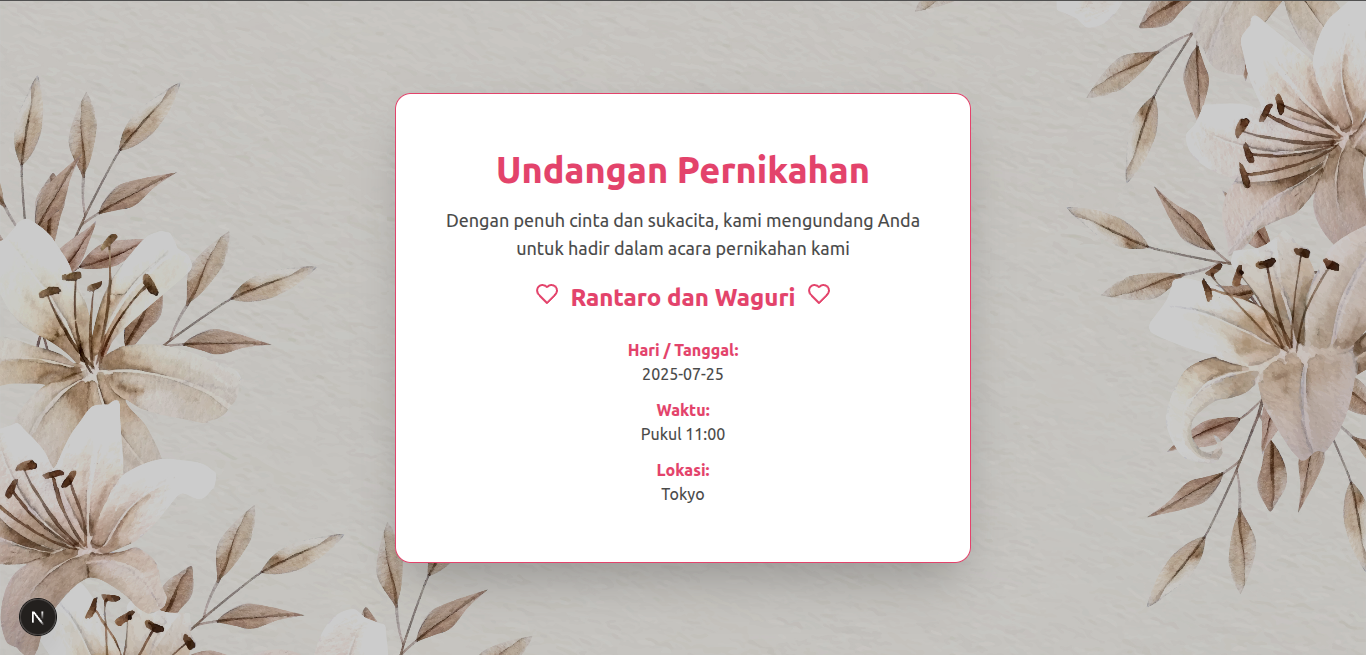 Undangan Pernikahan
Dengan penuh cinta dan sukacita, kami mengundang Anda
untuk hadir dalam acara pernikahan kami
Rantaro dan Waguri
Hari / Tanggal:
2025-07-25
Waktu:
Pukul 11:00
Lokasi:
Tokyo
N